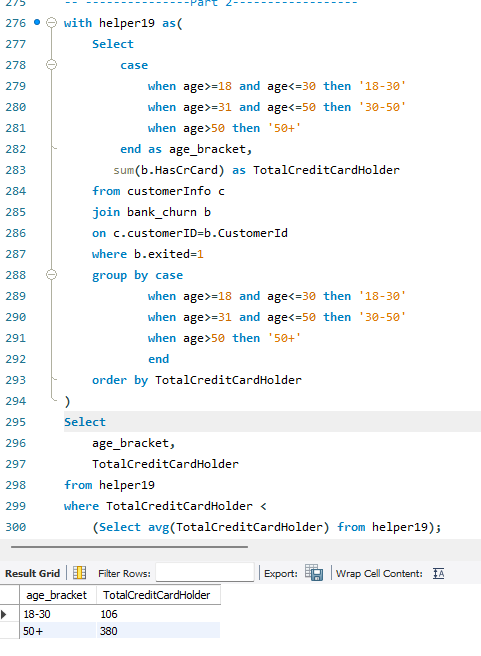 275 -- ---------------Part 2------------------
276 with helper19 as(
277 Select
278 case
279 when age>=18 and age<=30 then '18-30'
280 when age>=31 and age<=50 then '30-50'
281 when age>50 then '50+'
282 end as age_bracket,
283 sum(b.HasCrCard) as TotalCreditCardHolder
284 from customerInfo c
285 join bank_churn b
286 on c.customerID=b.CustomerId
287 where b.exited=1
288 group by case
289 when age>=18 and age<=30 then '18-30'
290 when age>=31 and age<=50 then '30-50'
291 when age>50 then '50+'
292 end
293 order by TotalCreditCardHolder
294 )
295 Select
296 age_bracket,
297 TotalCreditCardHolder
298 from helper19
299 where TotalCreditCardHolder <
300 (Select avg(TotalCreditCardHolder) from helper19);
Result Grid Filter Rows: Export: Wrap Cell Content:
age_bracket TotalCreditCardHolder
18-30 106
50+ 380